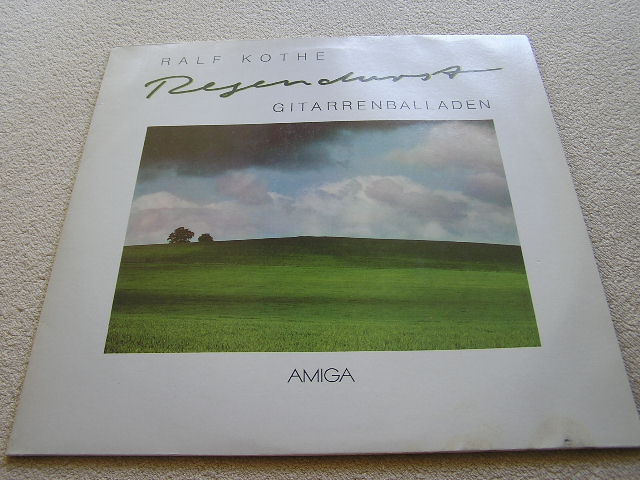 RALF KOTHE
Regendurst
GITARRENBALLADEN
AMIGA